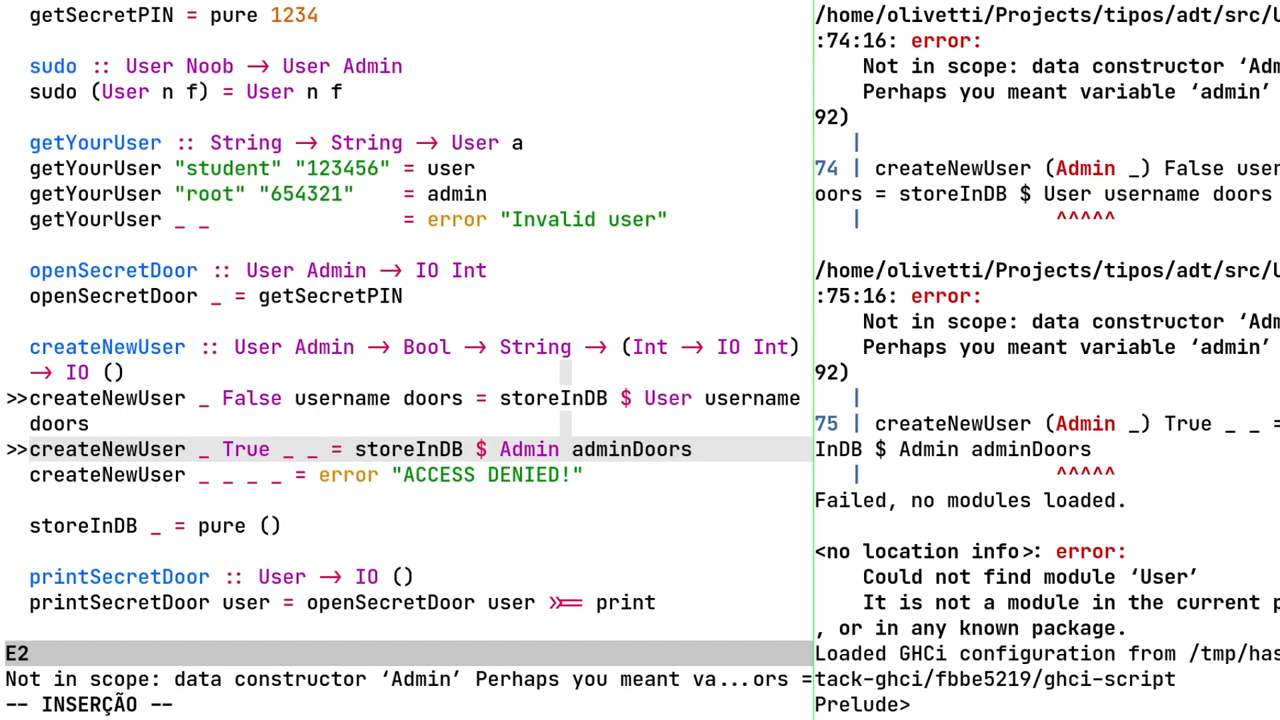 getSecretPIN = pure 1234
sudo :: User Noob → User Admin
sudo (User n f) = User n f
getYourUser :: String → String → User a
getYourUser "student" "123456" = user
getYourUser "root" "654321" = admin
getYourUser _ _ = error "Invalid user"
openSecretDoor :: User Admin → IO Int
openSecretDoor _ = getSecretPIN
createNewUser :: User Admin → Bool → String → (Int → IO Int)
→ IO ()
>>createNewUser _ False username doors = storeInDB $ User username
doors
>>createNewUser _ True _ _ = storeInDB $ Admin adminDoors
createNewUser _ _ _ _ = error "ACCESS DENIED!"
storeInDB _ = pure ()
printSecretDoor :: User → IO ()
printSecretDoor user = openSecretDoor user >>= print
E2
Not in scope: data constructor ‘Admin’ Perhaps you meant va...ors =
-- INSERÇÃO --
/home/olivetti/Projects/tipos/adt/src/U
:74:16: error:
Not in scope: data constructor ‘Adm
Perhaps you meant variable ‘admin’
92)
|
74 | createNewUser (Admin _) False user
oors = storeInDB $ User username doors
| ^^^^^
/home/olivetti/Projects/tipos/adt/src/U
:75:16: error:
Not in scope: data constructor ‘Adm
Perhaps you meant variable ‘admin’
92)
|
75 | createNewUser (Admin _) True _ _ =
InDB $ Admin adminDoors
| ^^^^^
Failed, no modules loaded.
<no location info>: error:
Could not find module ‘User’
It is not a module in the current p
, or in any known package.
Loaded GHCi configuration from /tmp/has
tack-ghci/fbbe5219/ghci-script
Prelude>